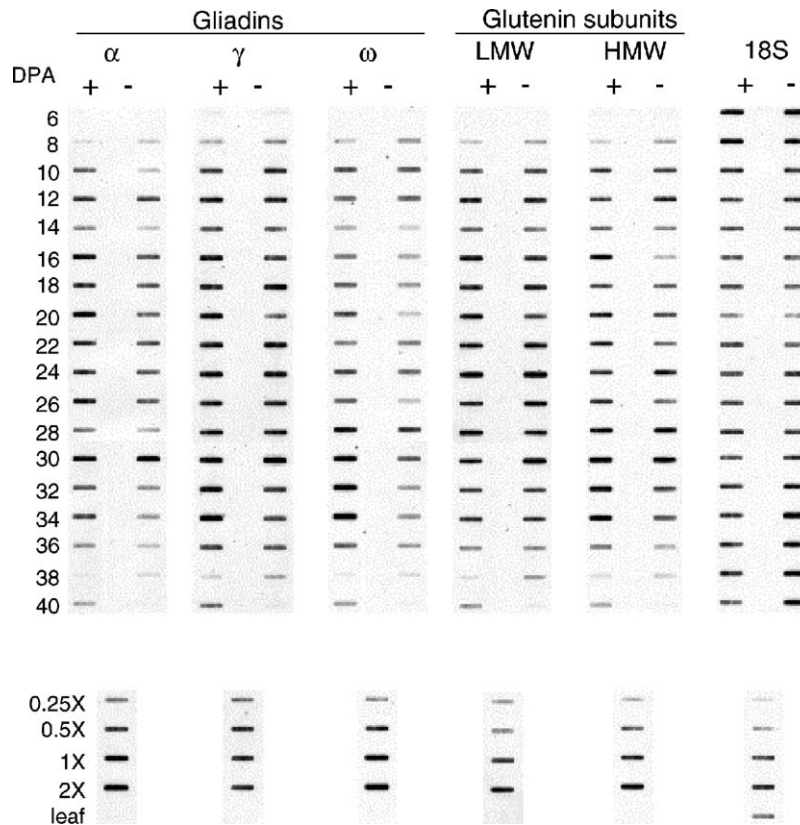 Gliadins Glutenin subunits
α γ ω LMW HMW 18S
DPA + - + - + - + - + - + -
6
8
10
12
14
16
18
20
22
24
26
28
30
32
34
36
38
40
0.25X
0.5X
1X
2X
leaf